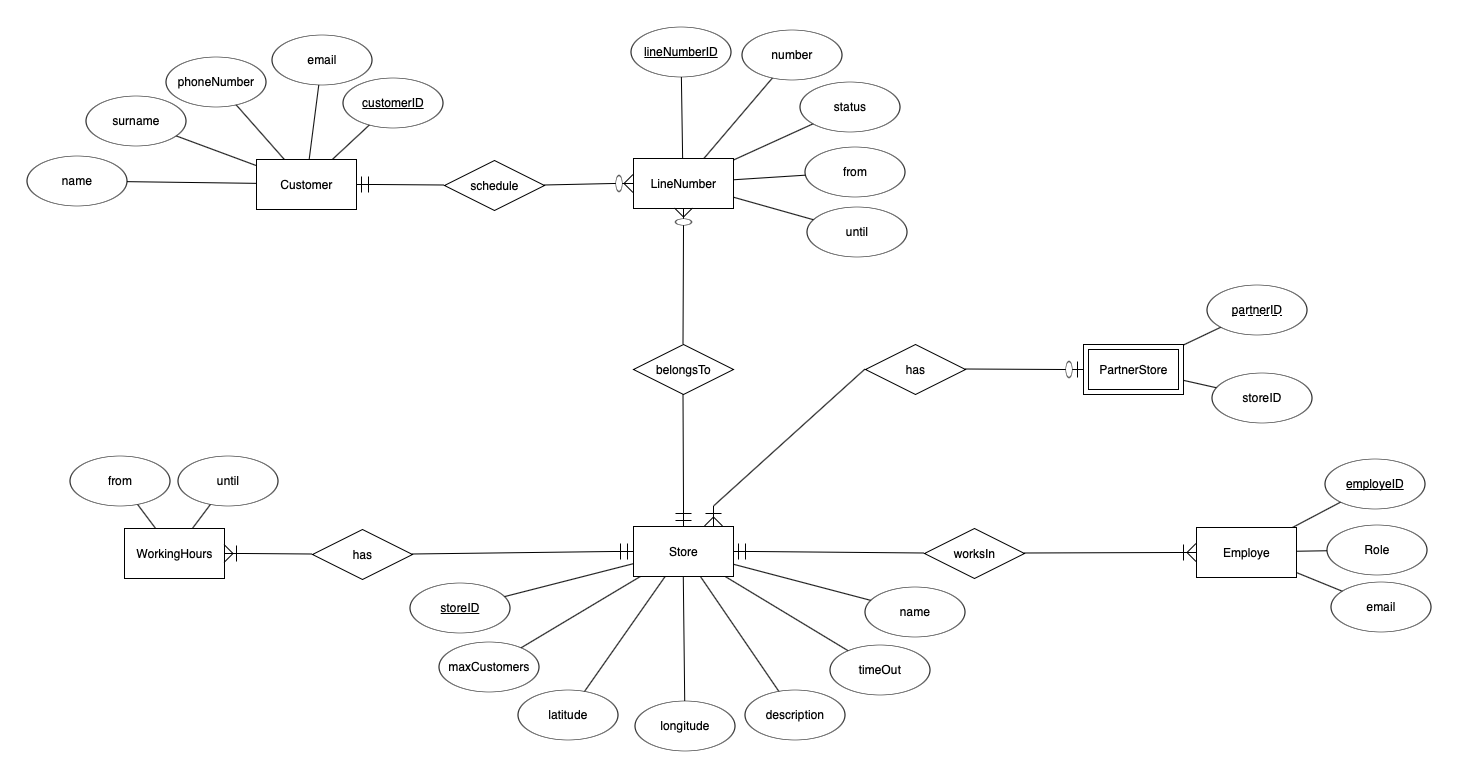 lineNumberID
number
email
phoneNumber
customerID
surname
status
from
name
Customer
schedule
LineNumber
until
partnerID
belongsTo
has
PartnerStore
storeID
from
until
employeID
WorkingHours
has
Store
worksIn
Employe
Role
storeID
name
email
maxCustomers
timeOut
latitude
longitude
description